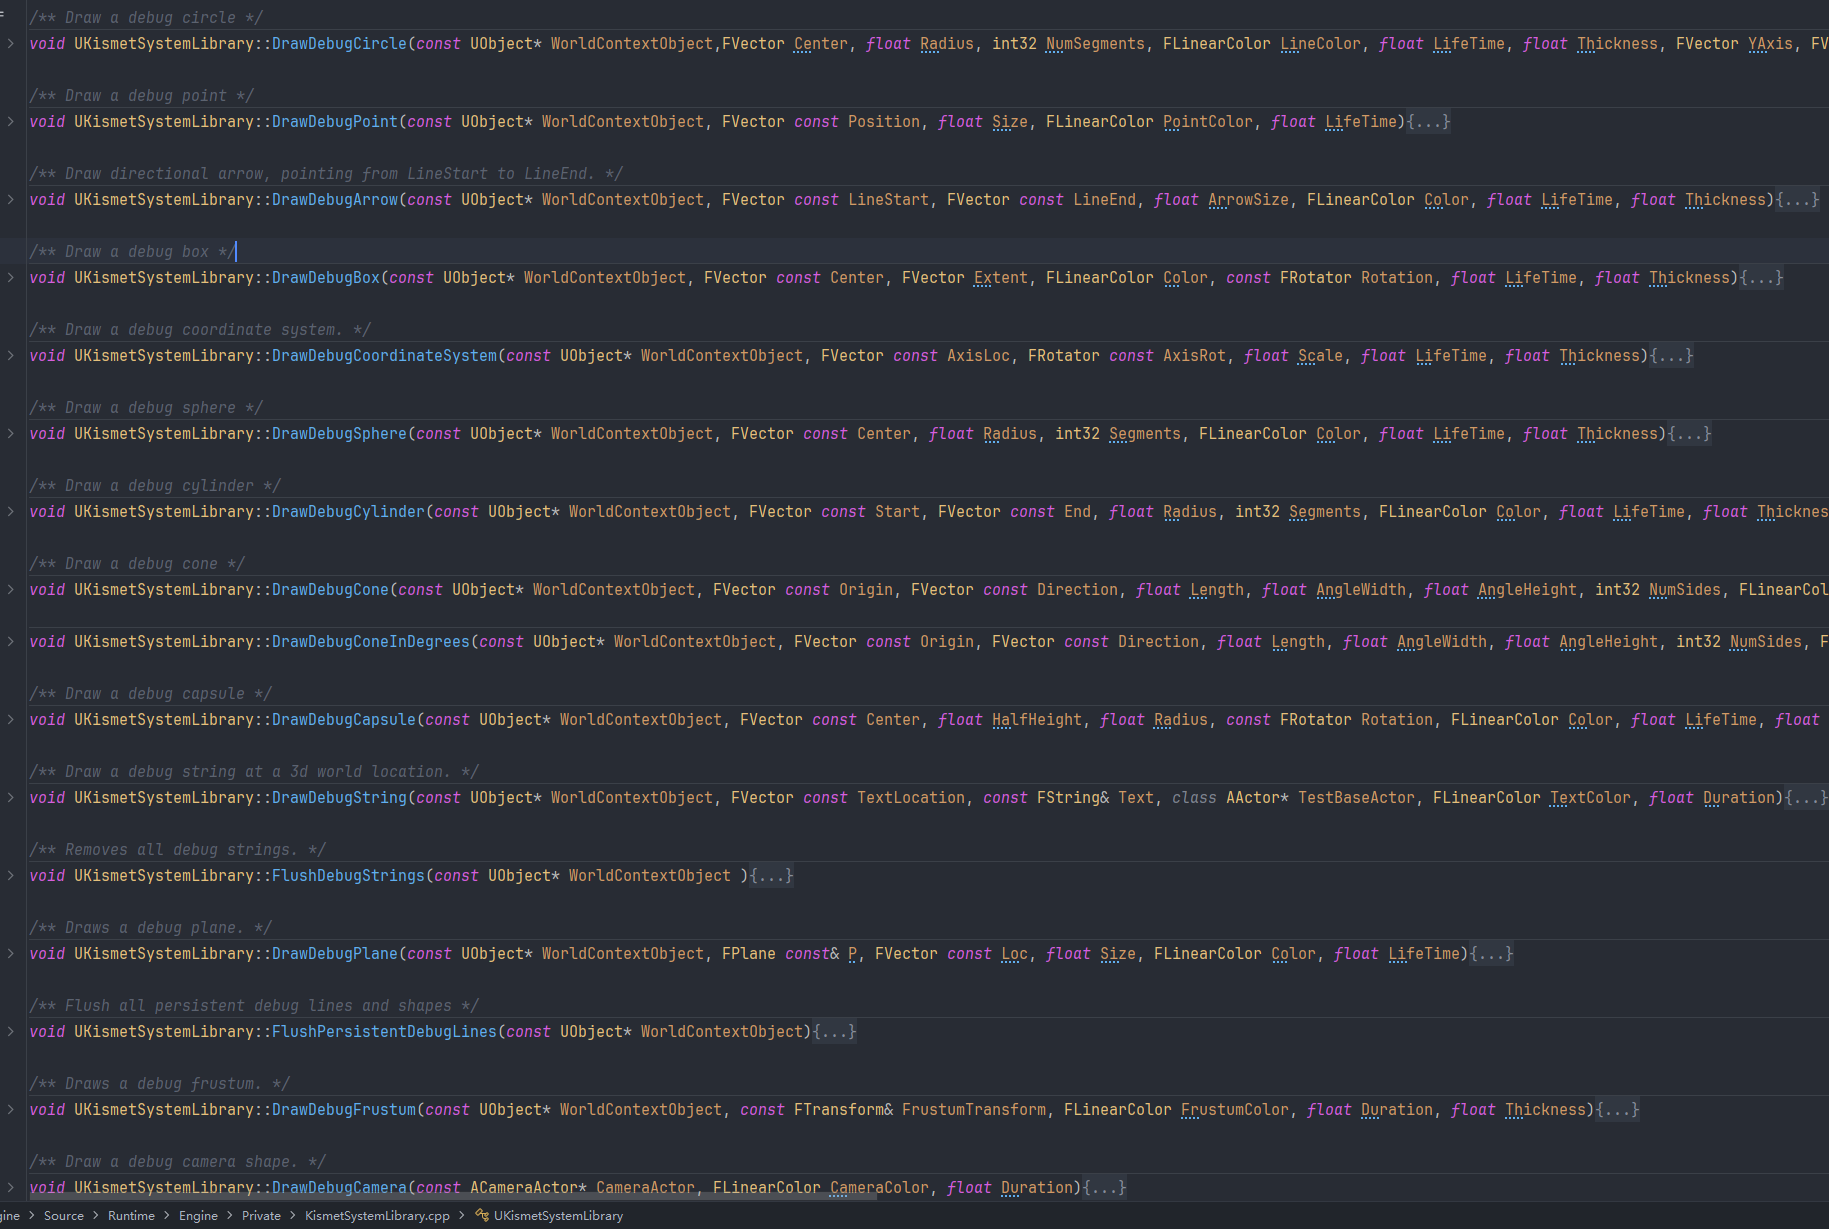 /** Draw a debug circle */
void UKismetSystemLibrary::DrawDebugCircle(const UObject* WorldContextObject,FVector Center, float Radius, int32 NumSegments, FLinearColor LineColor, float LifeTime, float Thickness, FVector YAxis, FV
/** Draw a debug point */
void UKismetSystemLibrary::DrawDebugPoint(const UObject* WorldContextObject, FVector const Position, float Size, FLinearColor PointColor, float LifeTime){...}
/** Draw directional arrow, pointing from LineStart to LineEnd. */
void UKismetSystemLibrary::DrawDebugArrow(const UObject* WorldContextObject, FVector const LineStart, FVector const LineEnd, float ArrowSize, FLinearColor Color, float LifeTime, float Thickness){...}
/** Draw a debug box */
void UKismetSystemLibrary::DrawDebugBox(const UObject* WorldContextObject, FVector const Center, FVector Extent, FLinearColor Color, const FRotator Rotation, float LifeTime, float Thickness){...}
/** Draw a debug coordinate system. */
void UKismetSystemLibrary::DrawDebugCoordinateSystem(const UObject* WorldContextObject, FVector const AxisLoc, FRotator const AxisRot, float Scale, float LifeTime, float Thickness){...}
/** Draw a debug sphere */
void UKismetSystemLibrary::DrawDebugSphere(const UObject* WorldContextObject, FVector const Center, float Radius, int32 Segments, FLinearColor Color, float LifeTime, float Thickness){...}
/** Draw a debug cylinder */
void UKismetSystemLibrary::DrawDebugCylinder(const UObject* WorldContextObject, FVector const Start, FVector const End, float Radius, int32 Segments, FLinearColor Color, float LifeTime, float Thicknes
/** Draw a debug cone */
void UKismetSystemLibrary::DrawDebugCone(const UObject* WorldContextObject, FVector const Origin, FVector const Direction, float Length, float AngleWidth, float AngleHeight, int32 NumSides, FLinearCol
void UKismetSystemLibrary::DrawDebugConeInDegrees(const UObject* WorldContextObject, FVector const Origin, FVector const Direction, float Length, float AngleWidth, float AngleHeight, int32 NumSides, F
/** Draw a debug capsule */
void UKismetSystemLibrary::DrawDebugCapsule(const UObject* WorldContextObject, FVector const Center, float HalfHeight, float Radius, const FRotator Rotation, FLinearColor Color, float LifeTime, float
/** Draw a debug string at a 3d world location. */
void UKismetSystemLibrary::DrawDebugString(const UObject* WorldContextObject, FVector const TextLocation, const FString& Text, class AActor* TestBaseActor, FLinearColor TextColor, float Duration){...}
/** Removes all debug strings. */
void UKismetSystemLibrary::FlushDebugStrings(const UObject* WorldContextObject ){...}
/** Draws a debug plane. */
void UKismetSystemLibrary::DrawDebugPlane(const UObject* WorldContextObject, FPlane const& P, FVector const Loc, float Size, FLinearColor Color, float LifeTime){...}
/** Flush all persistent debug lines and shapes */
void UKismetSystemLibrary::FlushPersistentDebugLines(const UObject* WorldContextObject){...}
/** Draws a debug frustum. */
void UKismetSystemLibrary::DrawDebugFrustum(const UObject* WorldContextObject, const FTransform& FrustumTransform, FLinearColor FrustumColor, float Duration, float Thickness){...}
/** Draw a debug camera shape. */
void UKismetSystemLibrary::DrawDebugCamera(const ACameraActor* CameraActor, FLinearColor CameraColor, float Duration){...}
gine > Source > Runtime > Engine > Private > KismetSystemLibrary.cpp > UKismetSystemLibrary